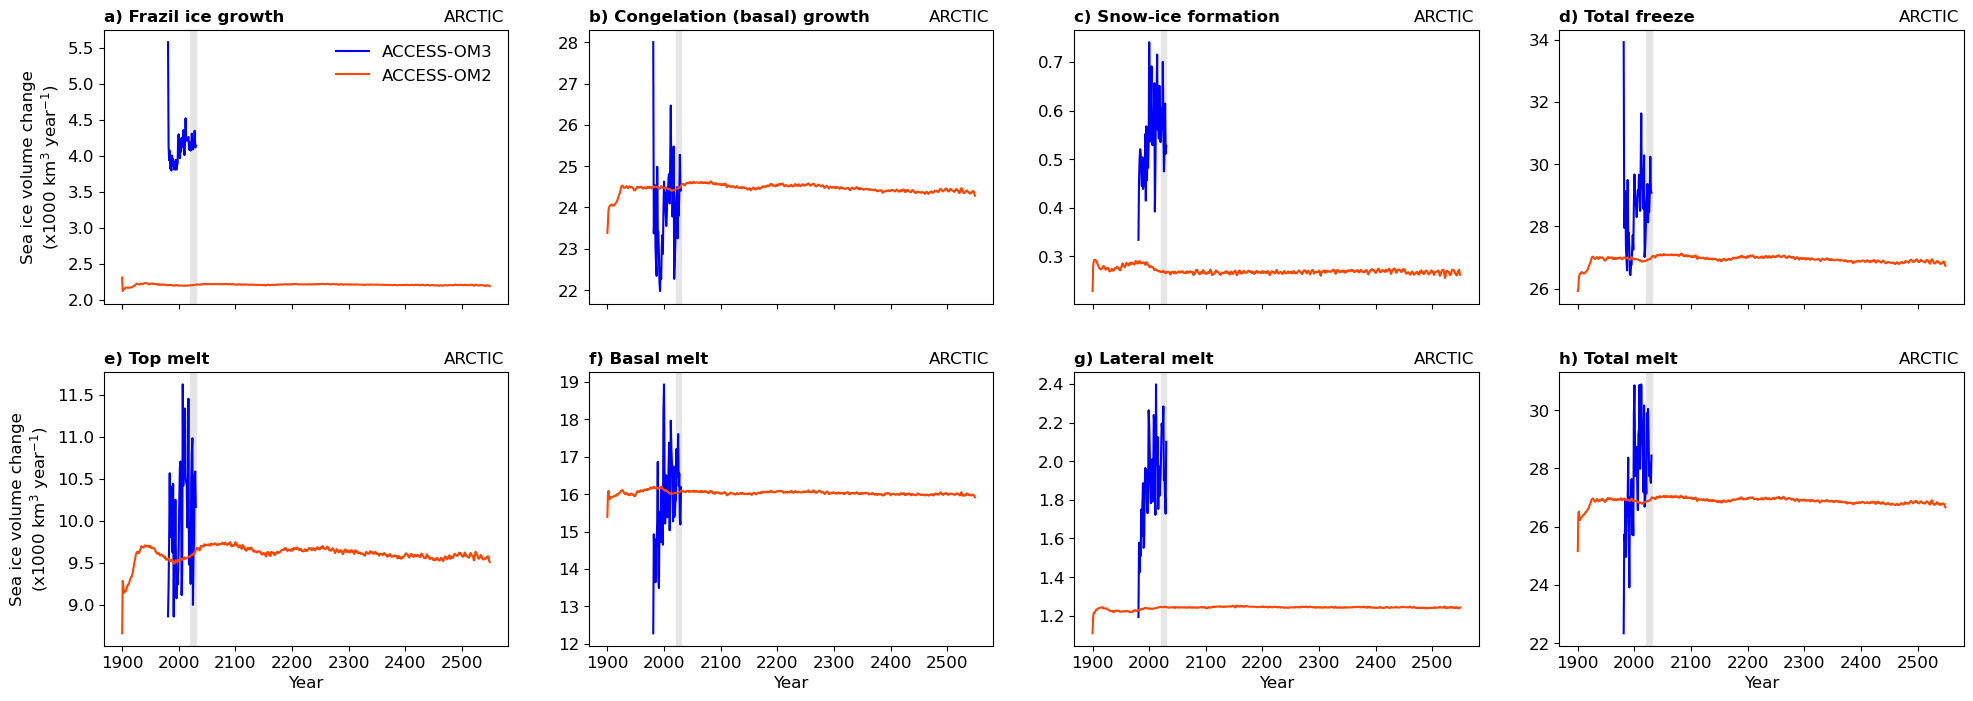 a) Frazil ice growth ARCTIC
b) Congelation (basal) growth ARCTIC
c) Snow-ice formation ARCTIC
d) Total freeze ARCTIC
Sea ice volume change
(x1000 km³ year⁻¹)
5.5
5.0
4.5
4.0
3.5
3.0
2.5
2.0
ACCESS-OM3
ACCESS-OM2
28
27
26
25
24
23
22
0.7
0.6
0.5
0.4
0.3
34
32
30
28
26
e) Top melt ARCTIC
f) Basal melt ARCTIC
g) Lateral melt ARCTIC
h) Total melt ARCTIC
Sea ice volume change
(x1000 km³ year⁻¹)
11.5
11.0
10.5
10.0
9.5
9.0
1900 2000 2100 2200 2300 2400 2500
Year
19
18
17
16
15
14
13
12
1900 2000 2100 2200 2300 2400 2500
Year
2.4
2.2
2.0
1.8
1.6
1.4
1.2
1900 2000 2100 2200 2300 2400 2500
Year
30
28
26
24
22
1900 2000 2100 2200 2300 2400 2500
Year